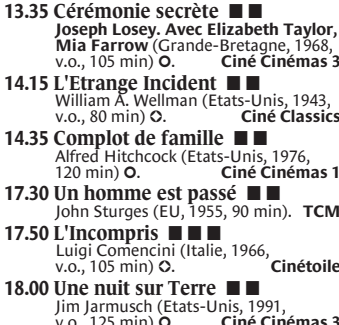 13.35 Cérémonie secrète ■ ■
Joseph Losey. Avec Elizabeth Taylor,
Mia Farrow (Grande-Bretagne, 1968,
v.o., 105 min) O. Ciné Cinémas 3
14.15 L'Etrange Incident ■ ■
William A. Wellman (Etats-Unis, 1943,
v.o., 80 min) O. Ciné Classics
14.35 Complot de famille ■ ■
Alfred Hitchcock (Etats-Unis, 1976,
120 min) O. Ciné Cinémas 1
17.30 Un homme est passé ■ ■
John Sturges (EU, 1955, 90 min). TCM
17.50 L'Incompris ■ ■ ■
Luigi Comencini (Italie, 1966,
v.o., 105 min) O. Cinétoile
18.00 Une nuit sur Terre ■ ■
Jim Jarmusch (Etats-Unis, 1991,
v.o., 125 min) O. Ciné Cinémas 3